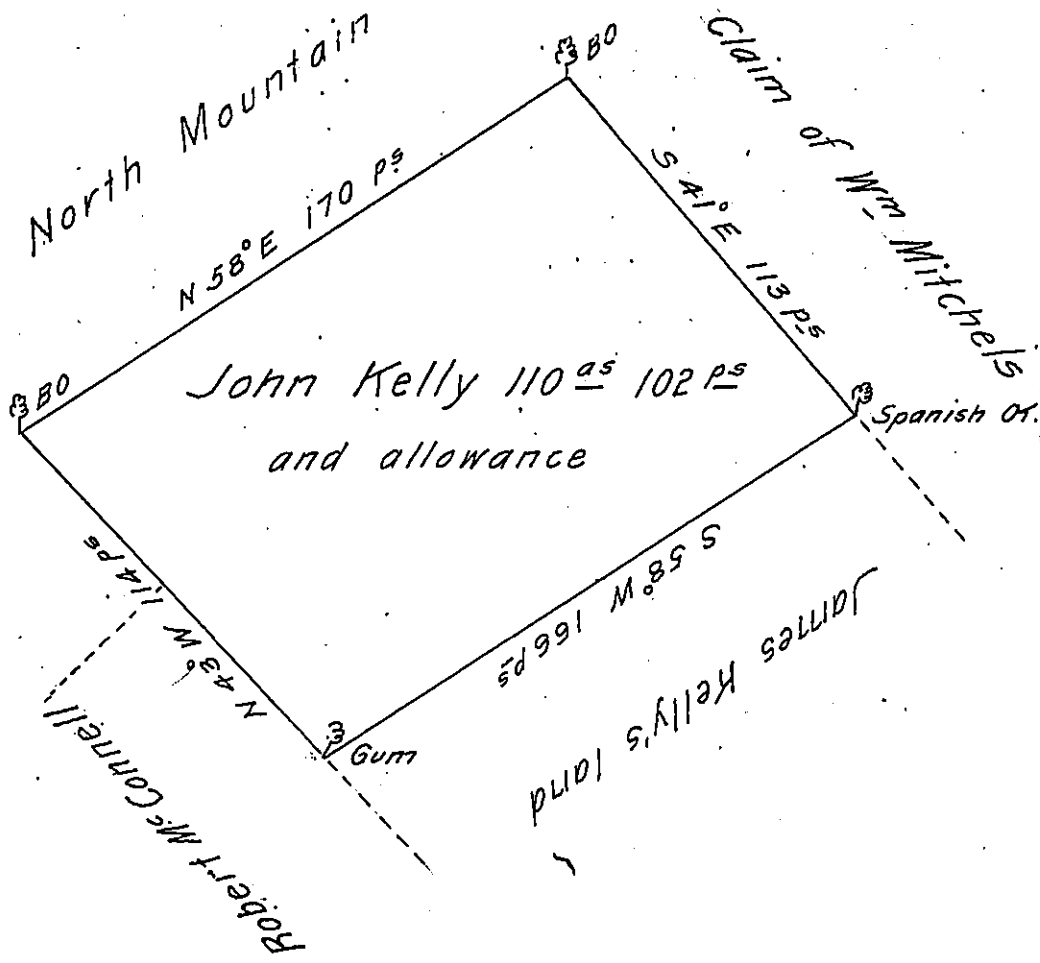 North Mountain
BO
Claim of Wm Mitchels
N 58° E 170 Ps
S 41° E 113 Ps
BO
John Kelly 110 as 102 ps
and allowance
Spanish OK.
S 58° W 166 ps
N 43° W 114 ps
Gum
James Kelly's land
Robert McConnell